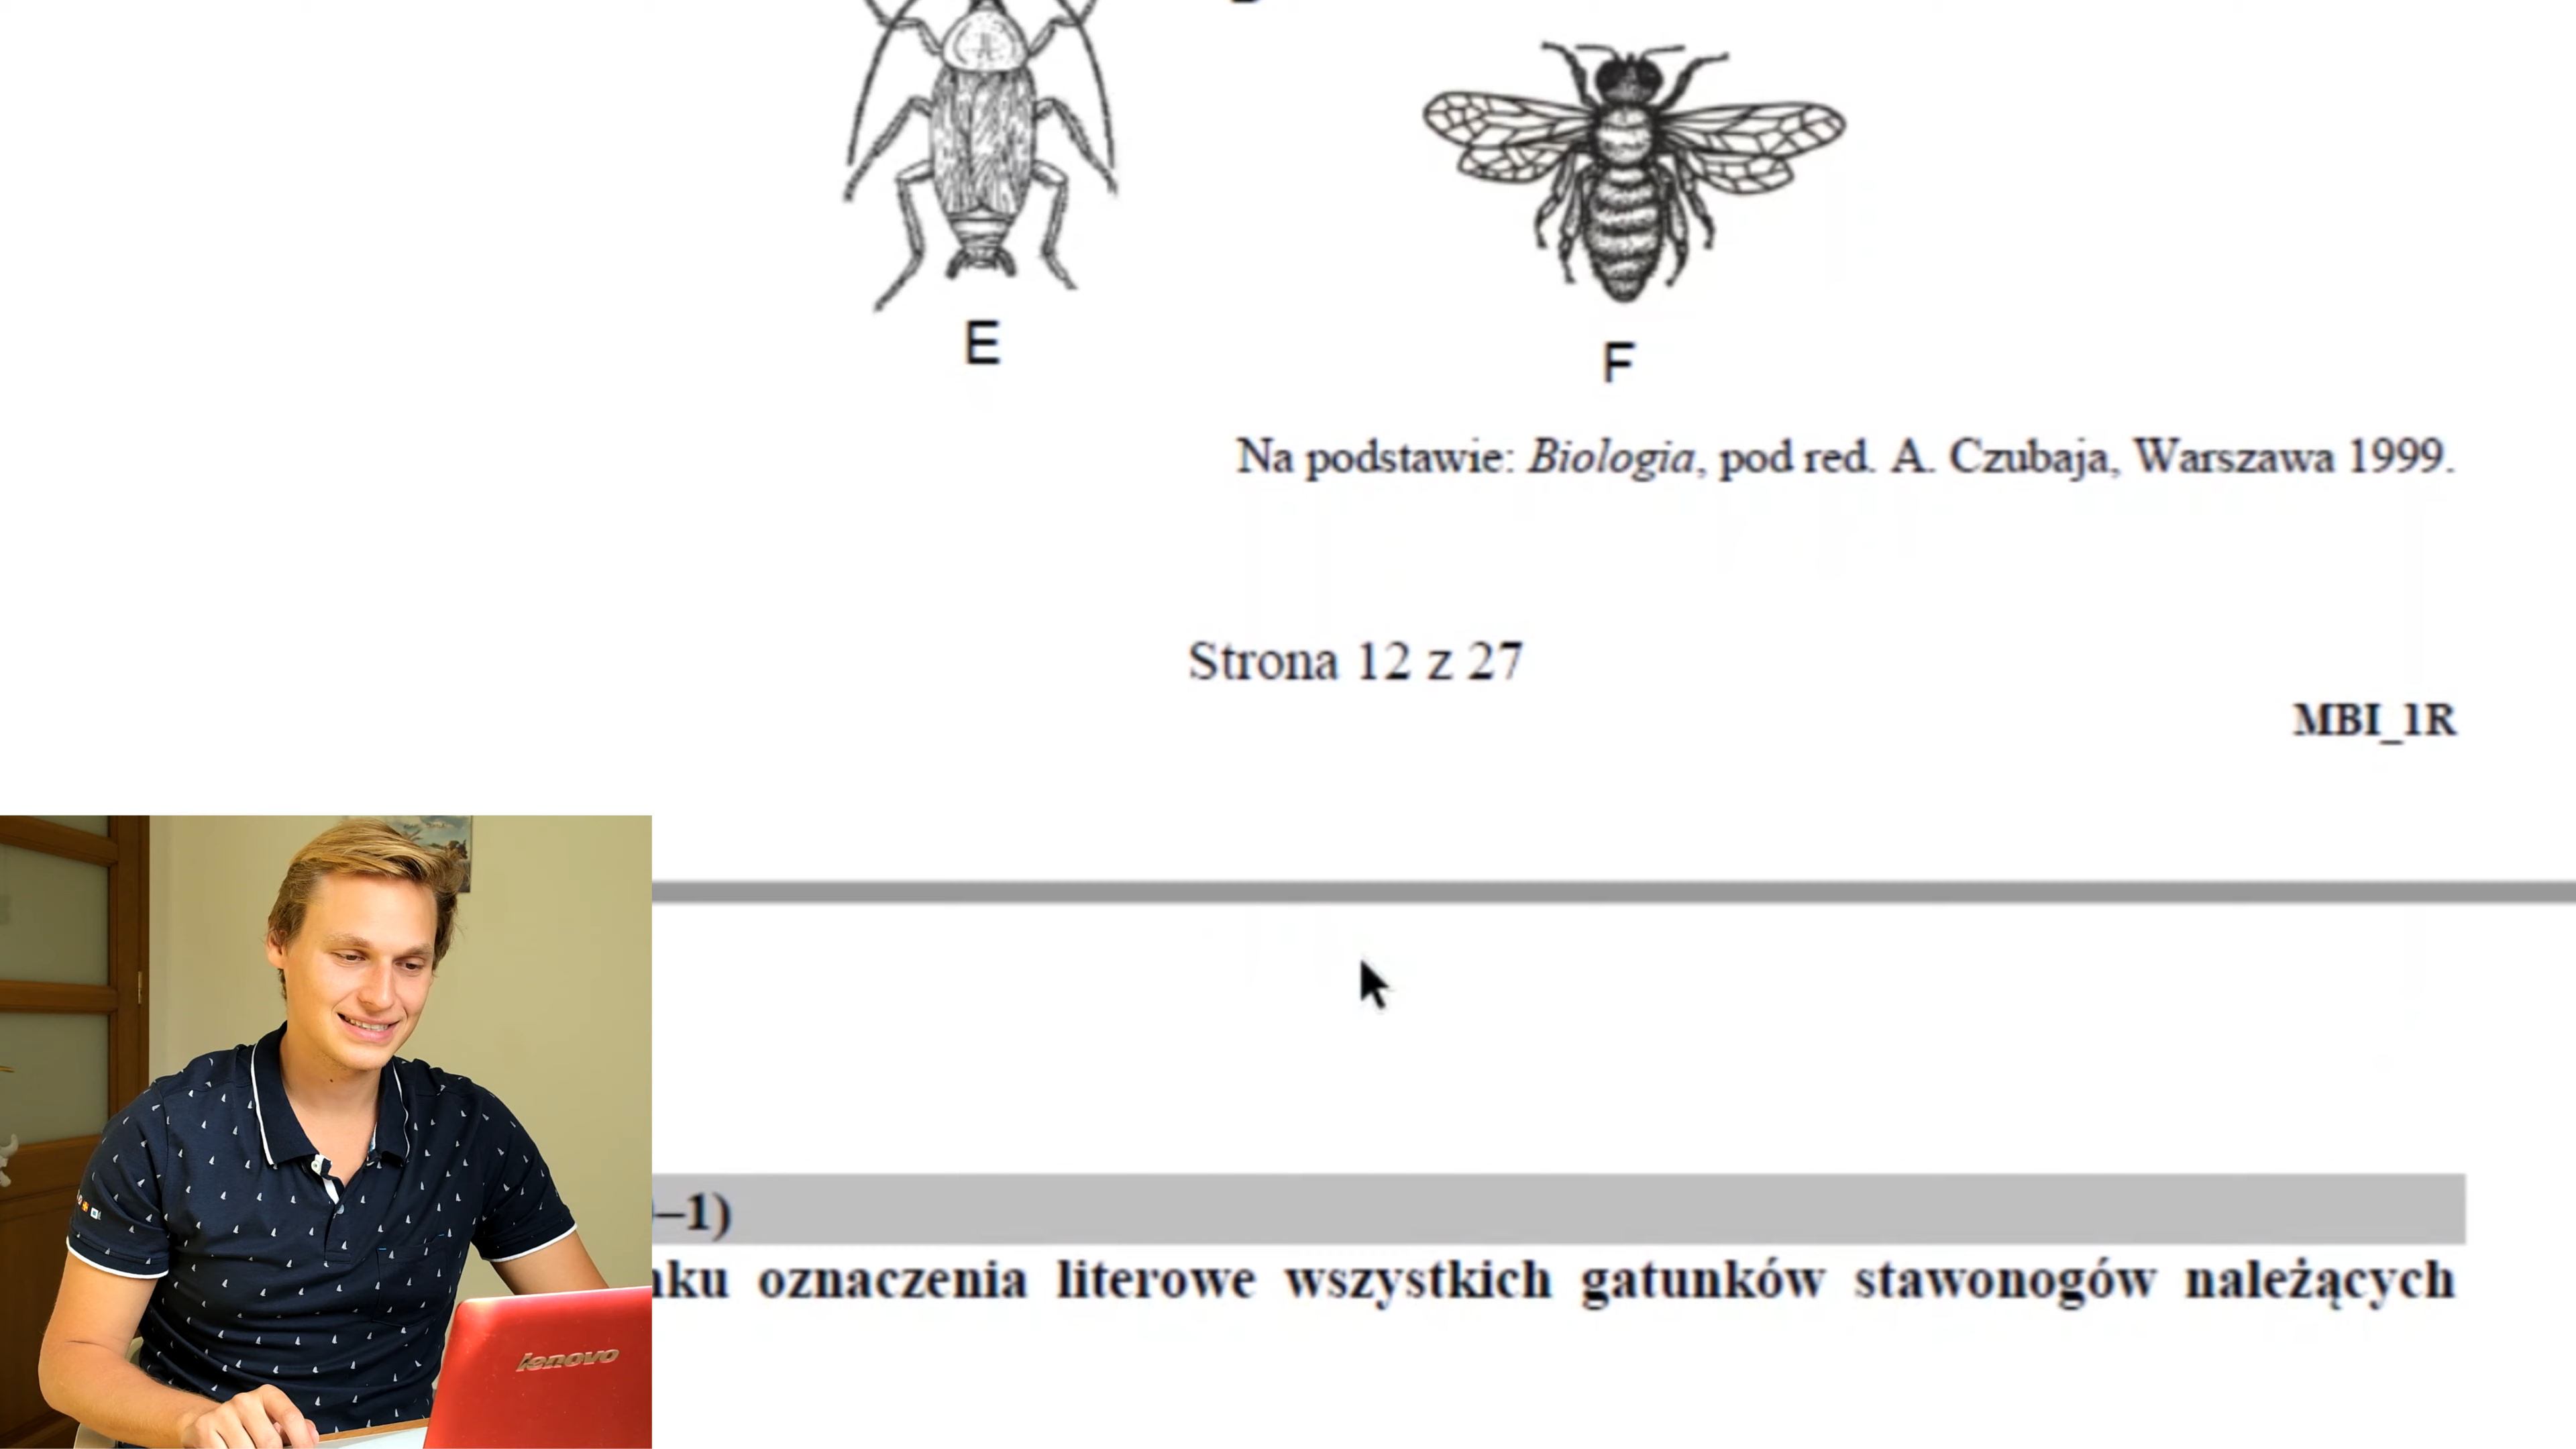 E
F
Na podstawie: Biologia, pod red. A. Czubaja, Warszawa 1999.
Strona 12 z 27
MBI_1R
–1)
oznaczenia literowe wszystkich gatunków stawonogów należących
lenovo